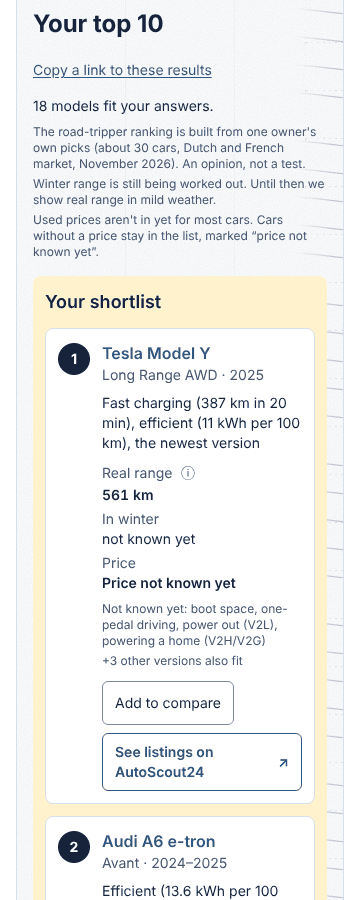 Your top 10
Copy a link to these results
18 models fit your answers.
The road-tripper ranking is built from one owner's
own picks (about 30 cars, Dutch and French
market, November 2026). An opinion, not a test.
Winter range is still being worked out. Until then we
show real range in mild weather.
Used prices aren't in yet for most cars. Cars
without a price stay in the list, marked “price not
known yet”.
Your shortlist
1
Tesla Model Y
Long Range AWD · 2025
Fast charging (387 km in 20
min), efficient (11 kWh per 100
km), the newest version
Real range ⓘ
561 km
In winter
not known yet
Price
Price not known yet
Not known yet: boot space, one-
pedal driving, power out (V2L),
powering a home (V2H/V2G)
+3 other versions also fit
Add to compare
See listings on
AutoScout24
2
Audi A6 e-tron
Avant · 2024–2025
Efficient (13.6 kWh per 100